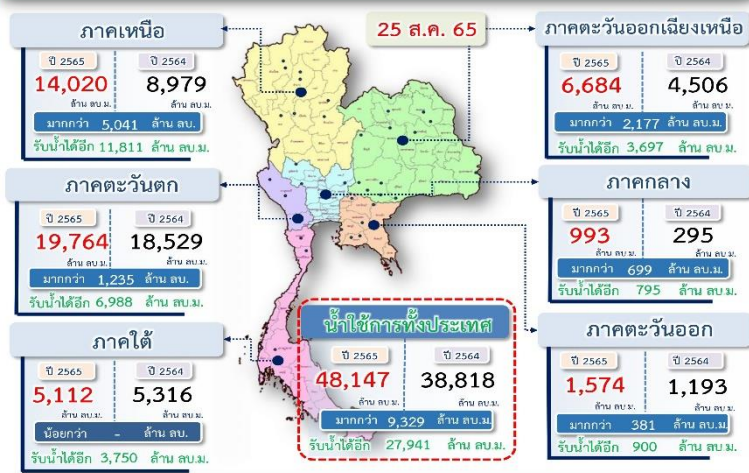 ภาคเหนือ
ปี 2565 ปี 2564
14,020 8,979
ล้าน ลบ.ม. ล้าน ลบ.ม.
มากกว่า 5,041 ล้าน ลบ.
รับน้ำได้อีก 11,811 ล้าน ลบ.ม.
25 ส.ค. 65
ภาคตะวันออกเฉียงเหนือ
ปี 2565 ปี 2564
6,684 4,506
ล้าน ลบ.ม. ล้าน ลบ.ม.
มากกว่า 2,177 ล้าน ลบ.ม.
รับน้ำได้อีก 3,697 ล้าน ลบ.ม.
ภาคตะวันตก
ปี 2565 ปี 2564
19,764 18,529
ล้าน ลบ.ม. ล้าน ลบ.ม.
มากกว่า 1,235 ล้าน ลบ.
รับน้ำได้อีก 6,988 ล้าน ลบ.ม.
ภาคกลาง
ปี 2565 ปี 2564
993 295
ล้าน ลบ.ม. ล้าน ลบ.ม.
มากกว่า 699 ล้าน ลบ.ม.
รับน้ำได้อีก 795 ล้าน ลบ.ม.
ภาคใต้
ปี 2565 ปี 2564
5,112 5,316
ล้าน ลบ.ม. ล้าน ลบ.ม.
น้อยกว่า - ล้าน ลบ.
รับน้ำได้อีก 3,750 ล้าน ลบ.ม.
น้ำใช้การทั้งประเทศ
ปี 2565 ปี 2564
48,147 38,818
ล้าน ลบ.ม. ล้าน ลบ.ม.
มากกว่า 9,329 ล้าน ลบ.ม.
รับน้ำได้อีก 27,941 ล้าน ลบ.ม.
ภาคตะวันออก
ปี 2565 ปี 2564
1,574 1,193
ล้าน ลบ.ม. ล้าน ลบ.ม.
มากกว่า 381 ล้าน ลบ.ม.
รับน้ำได้อีก 900 ล้าน ลบ.ม.